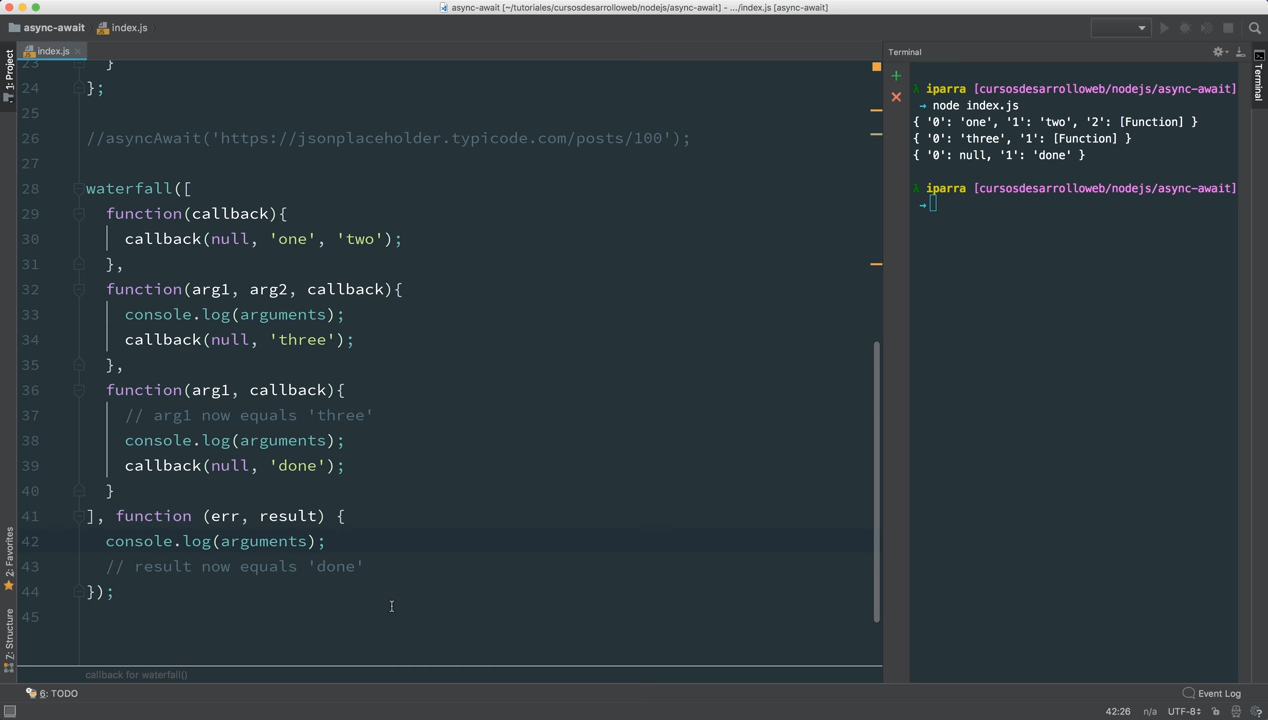 async-await [~/tutoriales/cursosdesarrolloweb/nodejs/async-await] - .../index.js [async-await]
async-await index.js
index.js
Terminal
1: Project
2: Favorites
Z: Structure
Terminal
23 }
24 };
25
26 //asyncAwait('https://jsonplaceholder.typicode.com/posts/100');
27
28 waterfall([
29 function(callback){
30 callback(null, 'one', 'two');
31 },
32 function(arg1, arg2, callback){
33 console.log(arguments);
34 callback(null, 'three');
35 },
36 function(arg1, callback){
37 // arg1 now equals 'three'
38 console.log(arguments);
39 callback(null, 'done');
40 }
41 ], function (err, result) {
42 console.log(arguments);
43 // result now equals 'done'
44 });
45
callback for waterfall()
λ iparra [cursosdesarrolloweb/nodejs/async-await]
→ node index.js
{ '0': 'one', '1': 'two', '2': [Function] }
{ '0': 'three', '1': [Function] }
{ '0': null, '1': 'done' }
λ iparra [cursosdesarrolloweb/nodejs/async-await]
→
6: TODO
Event Log
42:26 n/a UTF-8